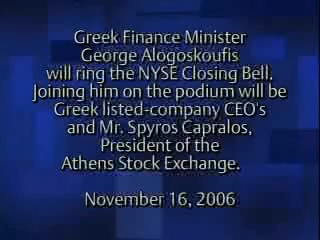 Greek Finance Minister
George Alogoskoufis
will ring the NYSE Closing Bell.
Joining him on the podium will be
Greek listed-company CEO's
and Mr. Spyros Capralos,
President of the
Athens Stock Exchange.
November 16, 2006